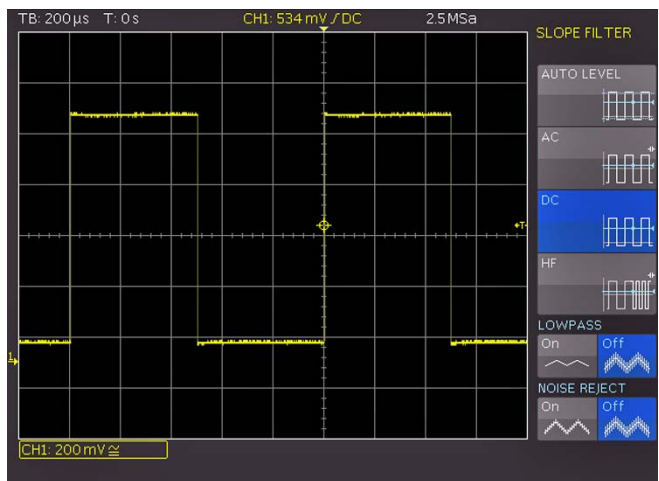 TB: 200µs T: 0s CH1: 534 mV ⎍ DC 2.5MSa
SLOPE FILTER
AUTO LEVEL
AC
DC
T
HF
LOWPASS
On Off
1
NOISE REJECT
On Off
CH1: 200 mV ≅